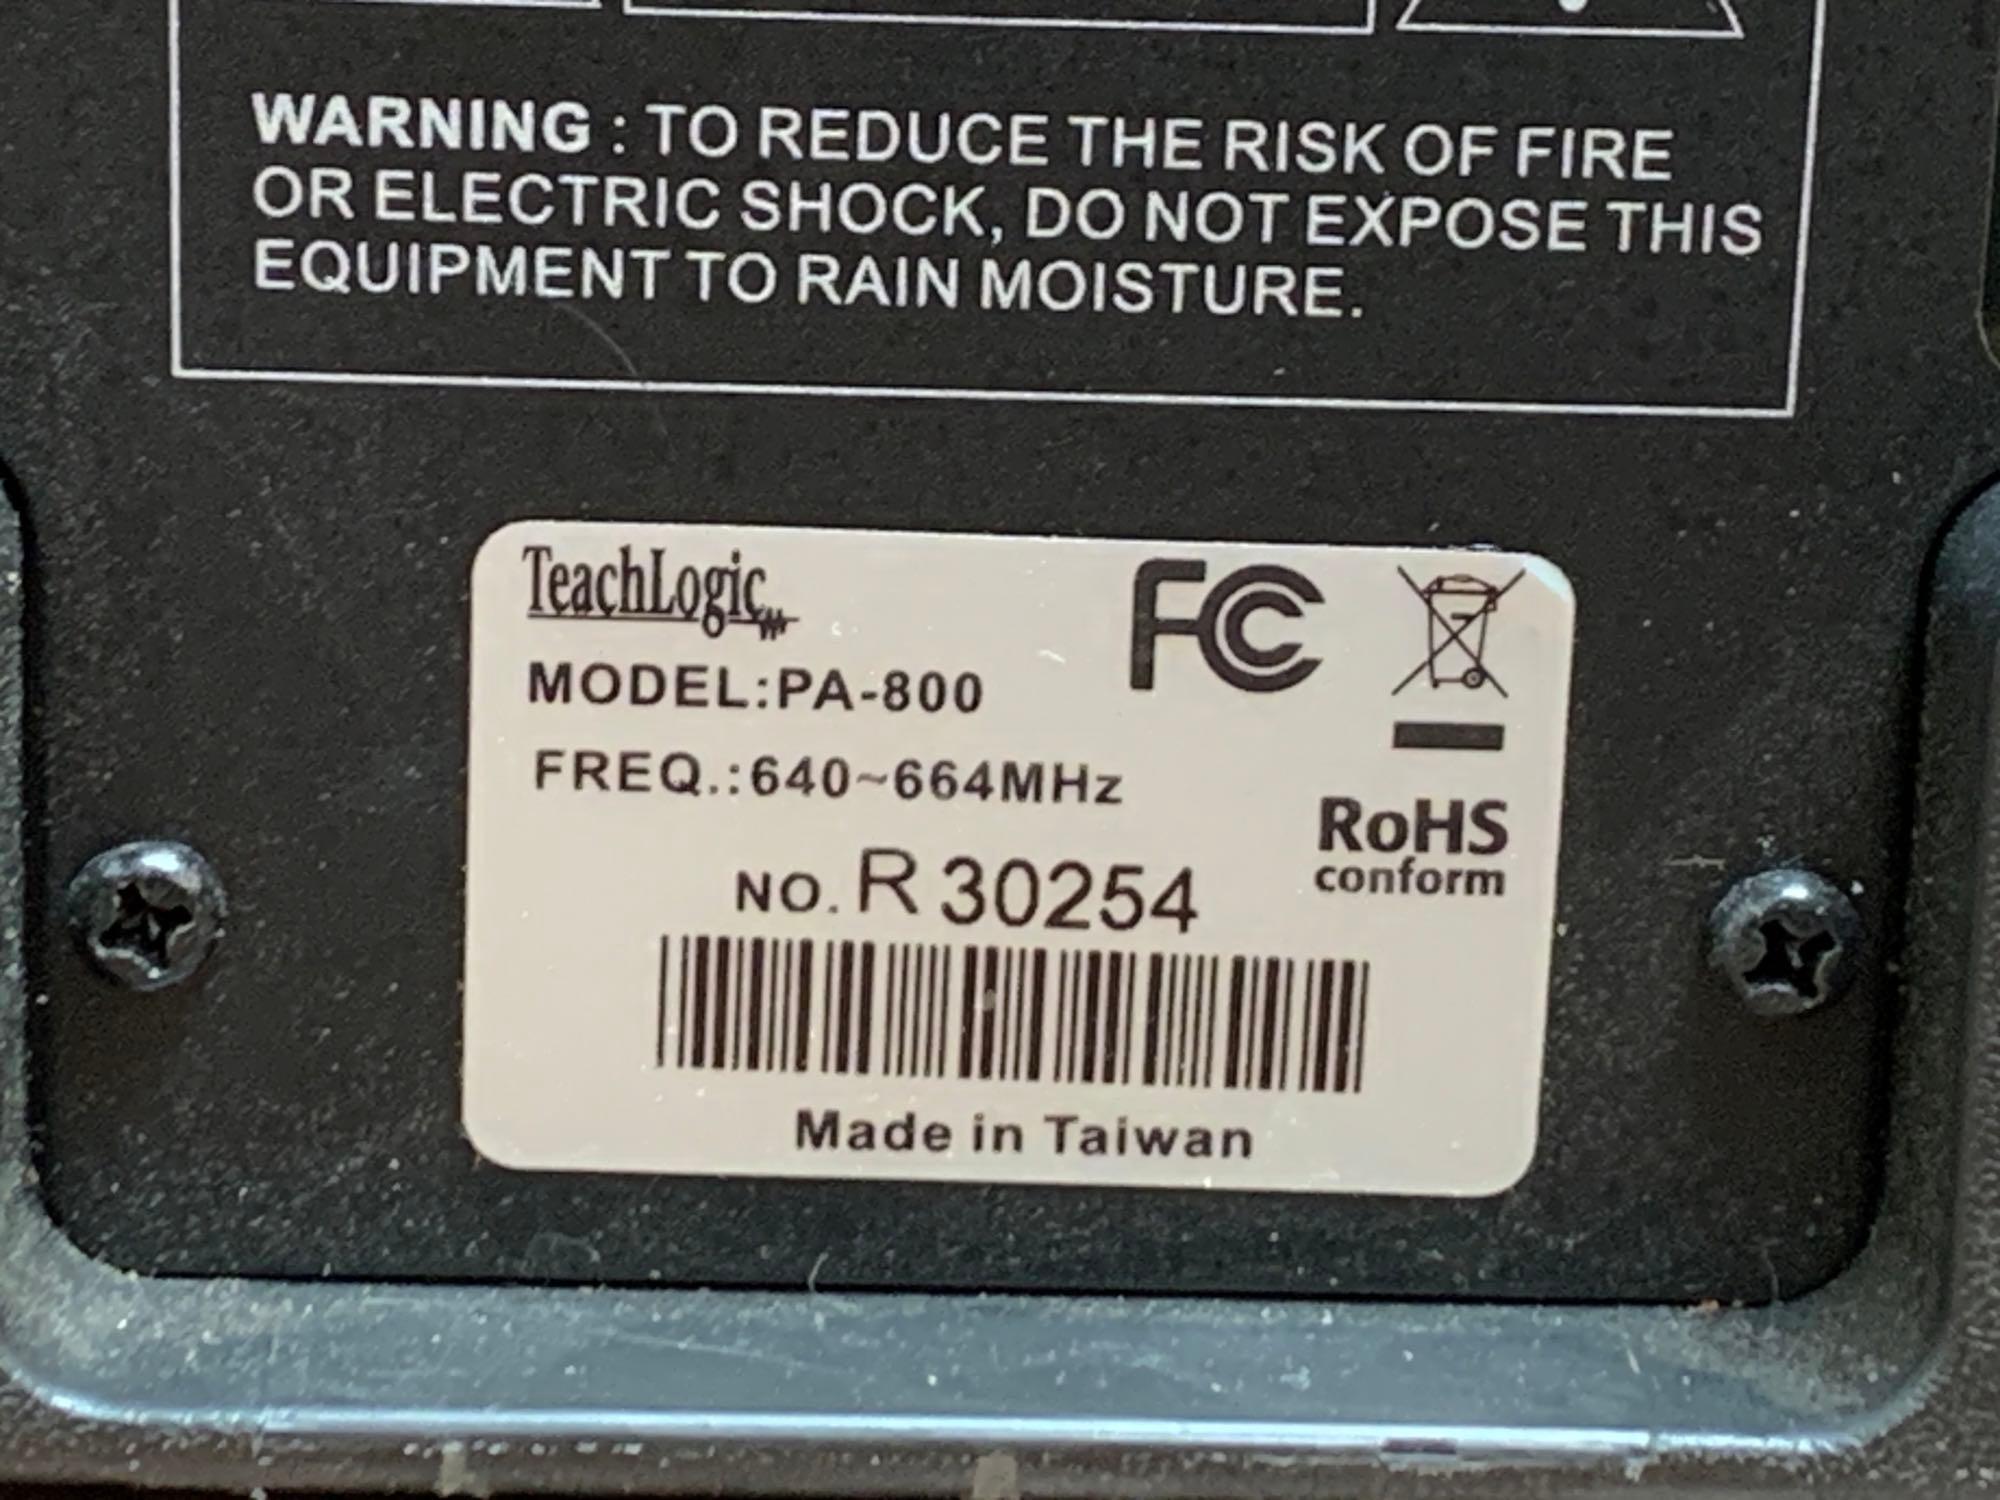 WARNING : TO REDUCE THE RISK OF FIRE
OR ELECTRIC SHOCK, DO NOT EXPOSE THIS
EQUIPMENT TO RAIN MOISTURE.
TeachLogic
FC
MODEL:PA-800
FREQ.:640~664MHz
RoHS
conform
NO. R 30254
Made in Taiwan